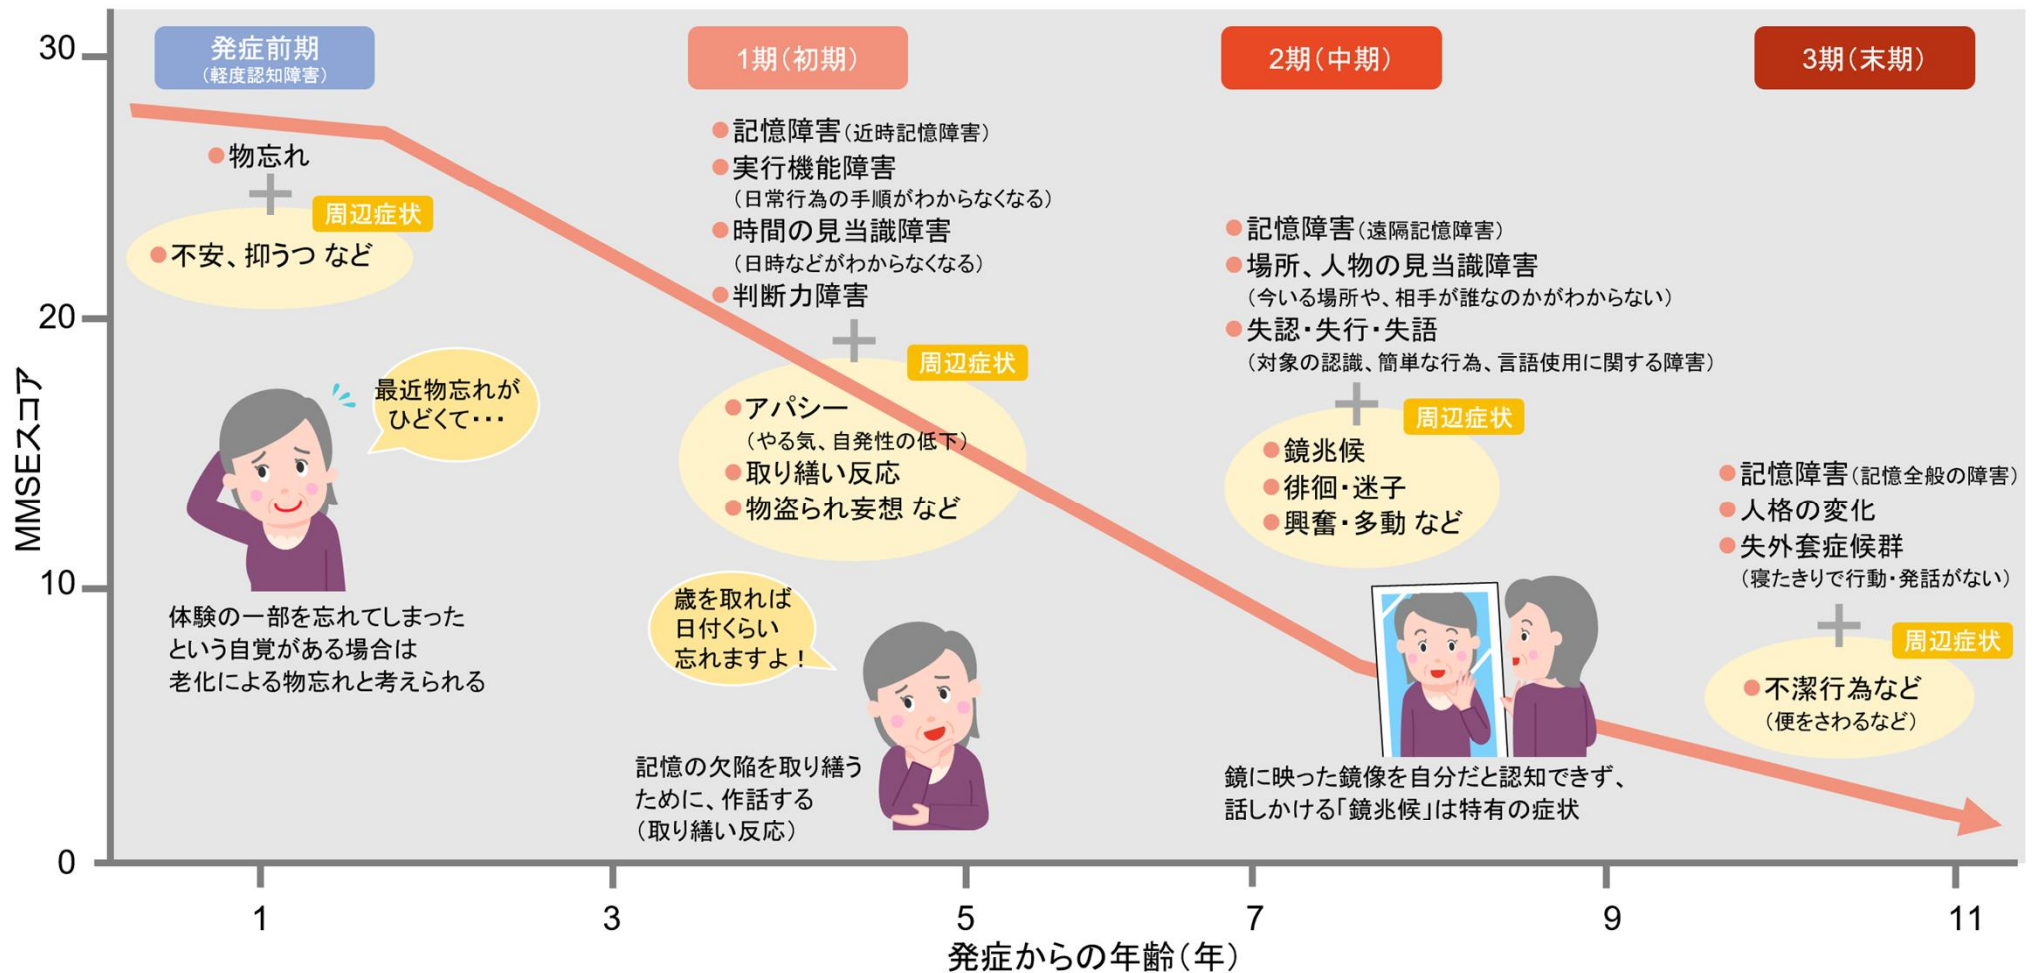 MMSEスコア
30
20
10
0
発症前期
(軽度認知障害)
●物忘れ
+
周辺症状
●不安、抑うつ など
最近物忘れが
ひどくて・・・
体験の一部を忘れてしまった
という自覚がある場合は
老化による物忘れと考えられる
1期(初期)
●記憶障害(近時記憶障害)
●実行機能障害
(日常行為の手順がわからなくなる)
●時間の見当識障害
(日時などがわからなくなる)
●判断力障害
+
周辺症状
●アパシー
(やる気、自発性の低下)
●取り繕い反応
●物盗られ妄想 など
歳を取れば
日付くらい
忘れますよ!
記憶の欠陥を取り繕う
ために、作話する
(取り繕い反応)
2期(中期)
●記憶障害(遠隔記憶障害)
●場所、人物の見当識障害
(今いる場所や、相手が誰なのかがわからない)
●失認・失行・失語
(対象の認識、簡単な行為、言語使用に関する障害)
+
周辺症状
●鏡兆候
●徘徊・迷子
●興奮・多動 など
鏡に映った鏡像を自分だと認知できず、
話しかける「鏡兆候」は特有の症状
3期(末期)
●記憶障害(記憶全般の障害)
●人格の変化
●失外套症候群
(寝たきりで行動・発話がない)
+
周辺症状
●不潔行為など
(便をさわるなど)
1 3 5 7 9 11
発症からの年齢(年)